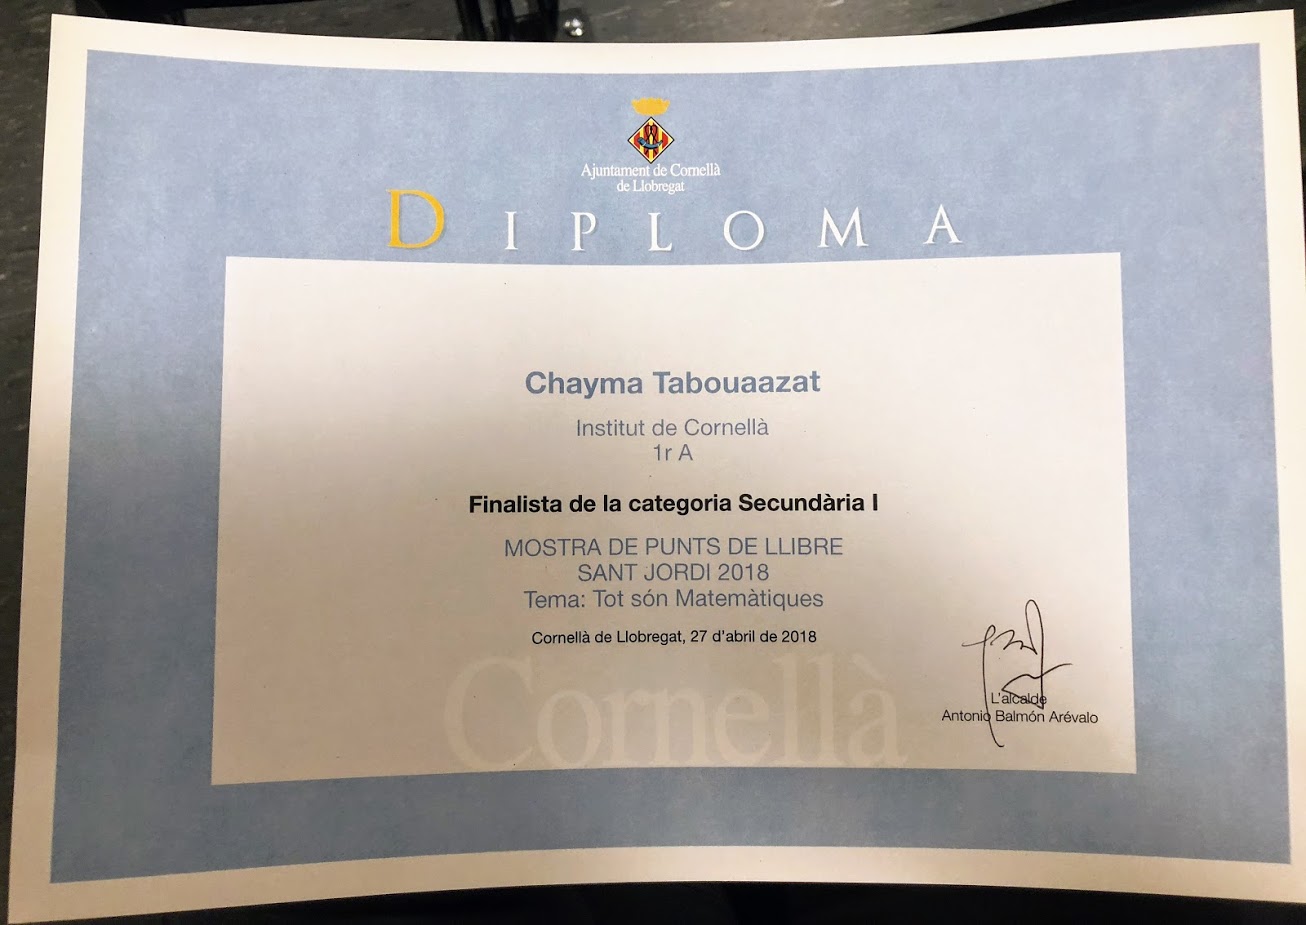 Ajuntament de Cornellà
de Llobregat
DIPLOMA
Chayma Tabouaazat
Institut de Cornellà
1r A
Finalista de la categoria Secundària I
MOSTRA DE PUNTS DE LLIBRE
SANT JORDI 2018
Tema: Tot són Matemàtiques
Cornellà de Llobregat, 27 d'abril de 2018
Cornellà
L'alcalde
Antonio Balmón Arévalo